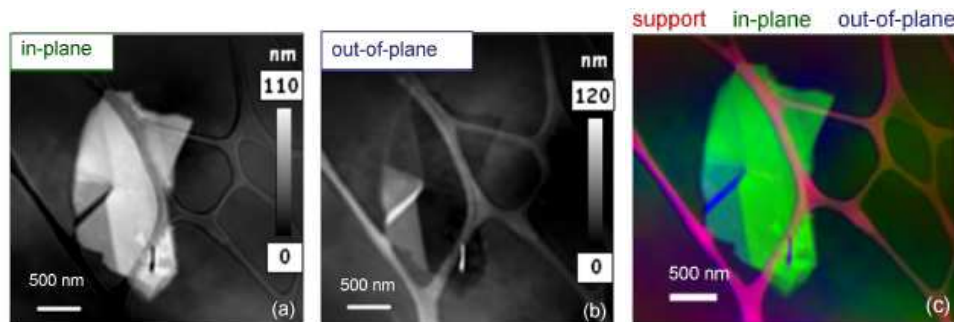 in-plane
nm
110
0
500 nm
(a)
out-of-plane
nm
120
0
500 nm
(b)
support in-plane out-of-plane
500 nm
(c)